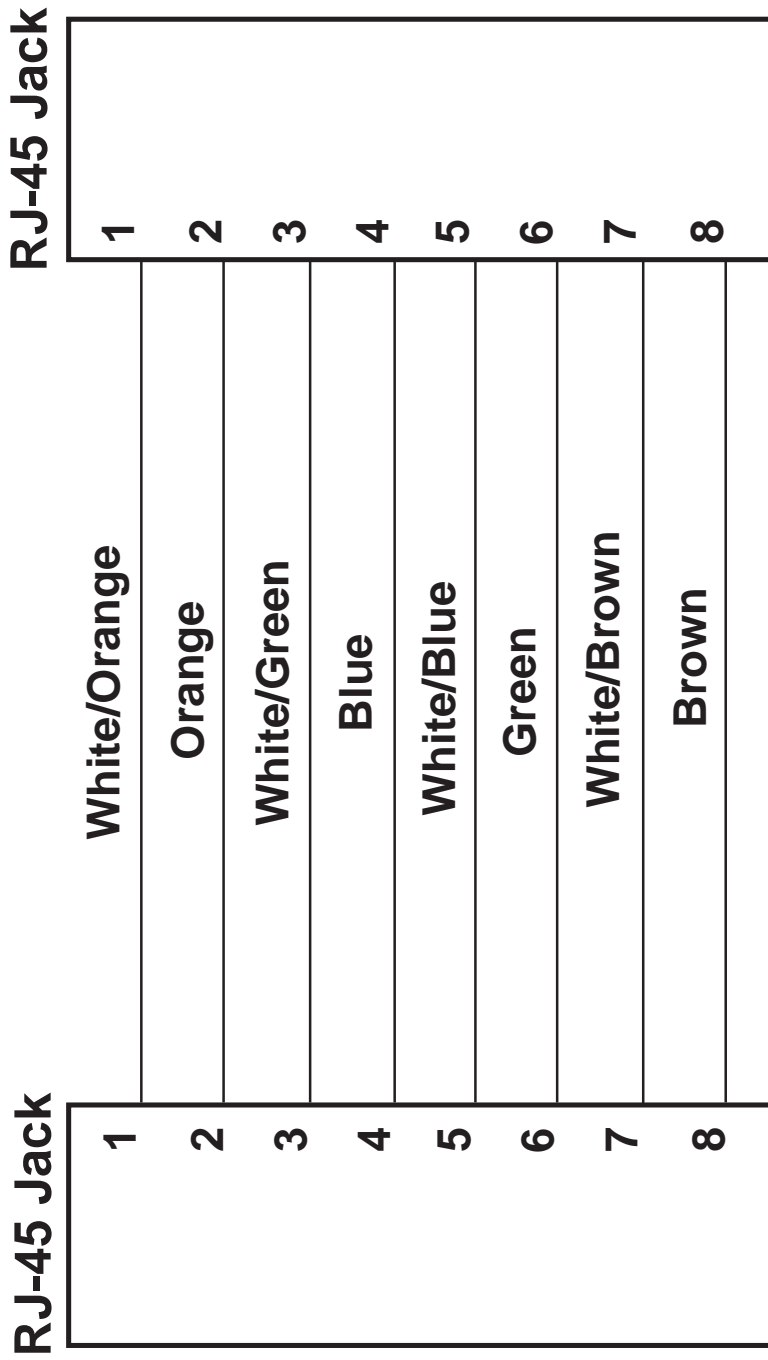 RJ-45 Jack RJ-45 Jack
1 White/Orange 1
2 Orange 2
3 White/Green 3
4 Blue 4
5 White/Blue 5
6 Green 6
7 White/Brown 7
8 Brown 8